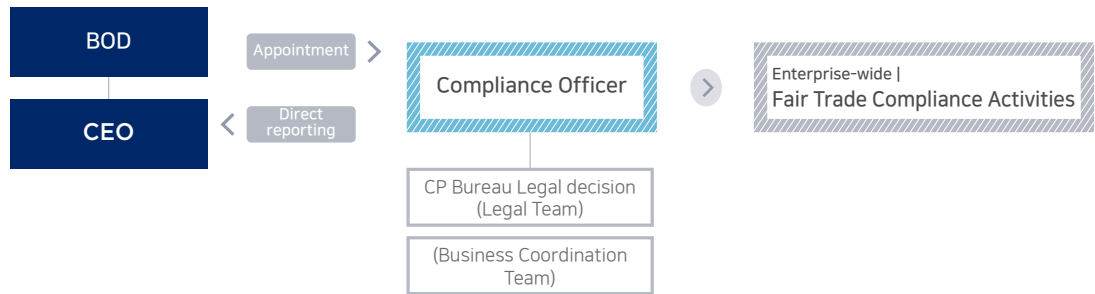 BOD
CEO
Appointment
Direct
reporting
Compliance Officer
CP Bureau Legal decision
(Legal Team)
(Business Coordination
Team)
Enterprise-wide |
Fair Trade Compliance Activities